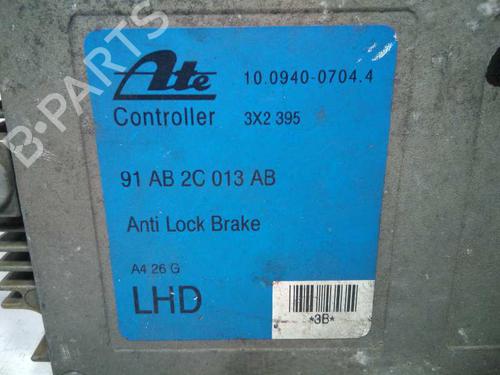 Ate 10.0940-0704.4
Controller 3X2 395
91 AB 2C 013 AB
Anti Lock Brake
A4 26 G
LHD
*3B*
B-PARTS